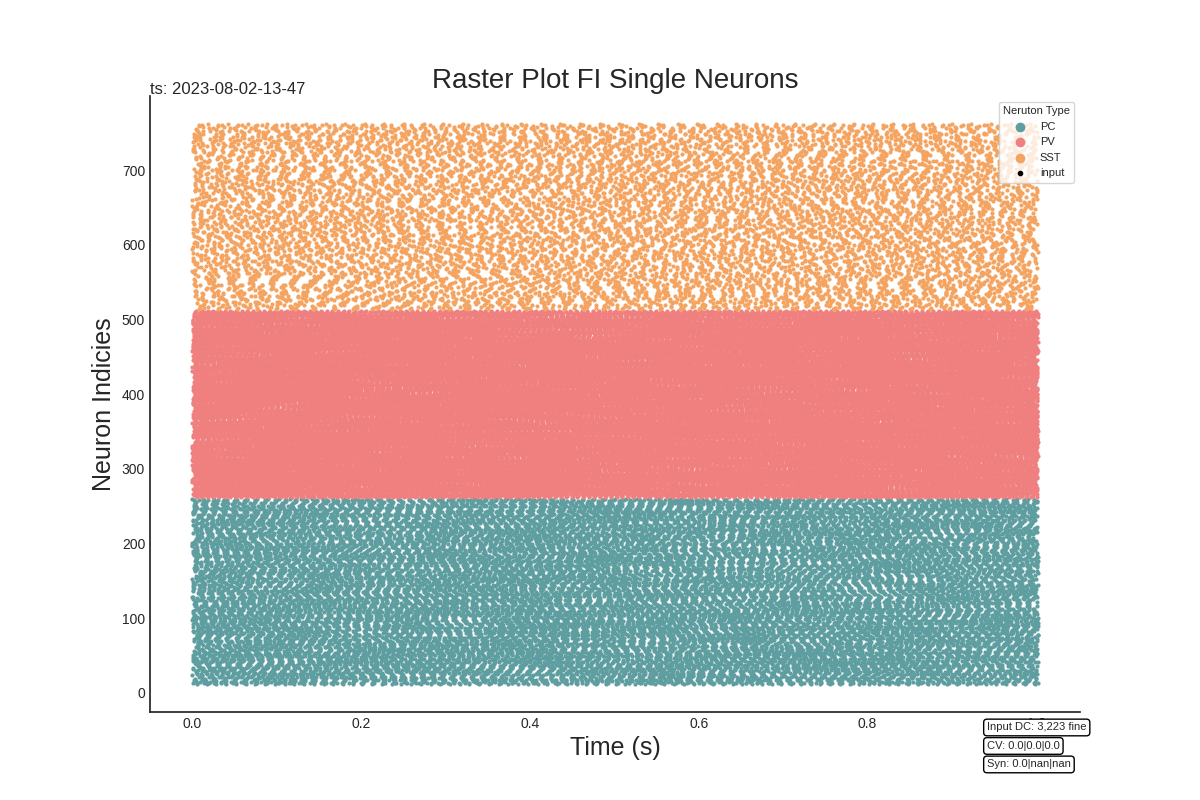 Raster Plot FI Single Neurons
ts: 2023-08-02-13-47
Neruton Type
PC
PV
SST
input
Neuron Indicies
700
600
500
400
300
200
100
0
0.0 0.2 0.4 0.6 0.8
Time (s)
Input DC: 3,223 fine
CV: 0.0|0.0|0.0
Syn: 0.0|nan|nan